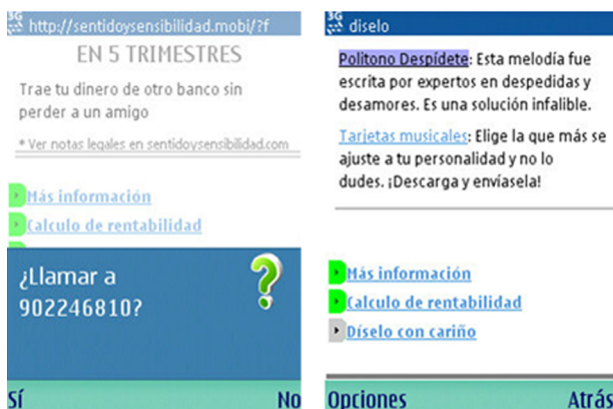 3G
http://sentidoysensibilidad.mobi/?f
EN 5 TRIMESTRES
Trae tu dinero de otro banco sin
perder a un amigo
* Ver notas legales en sentidoysensibilidad.com
Más información
Calculo de rentabilidad
¿Llamar a
902246810?
Sí No
3G
diselo
Politono Despídete: Esta melodía fue
escrita por expertos en despedidas y
desamores. Es una solución infalible.
Tarjetas musicales: Elige la que más se
ajuste a tu personalidad y no lo
dudes. ¡Descarga y envíasela!
Más información
Calculo de rentabilidad
Díselo con cariño
Opciones Atrás